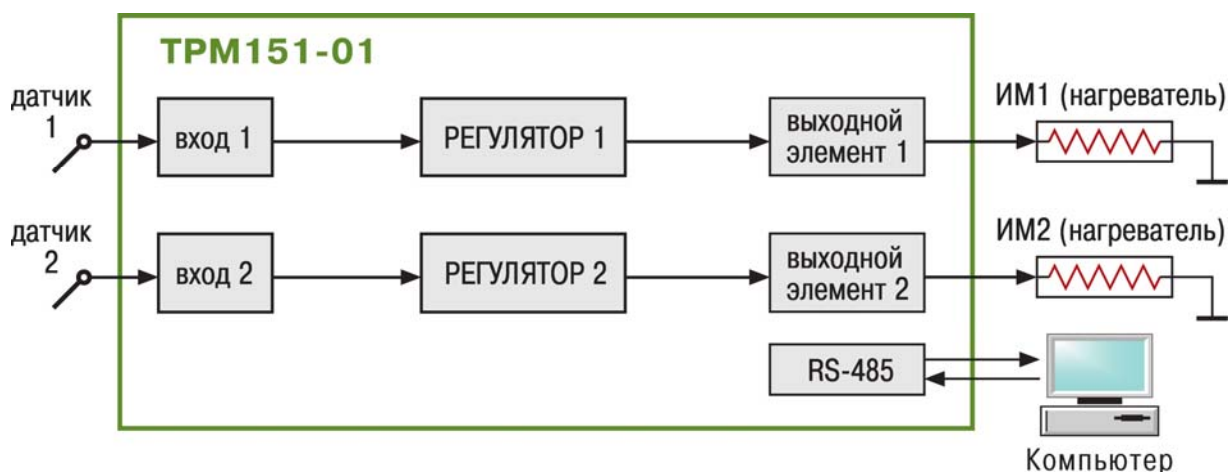 ТРМ151-01
датчик
1
вход 1
РЕГУЛЯТОР 1
выходной
элемент 1
ИМ1 (нагреватель)
датчик
2
вход 2
РЕГУЛЯТОР 2
выходной
элемент 2
ИМ2 (нагреватель)
RS-485
Компьютер